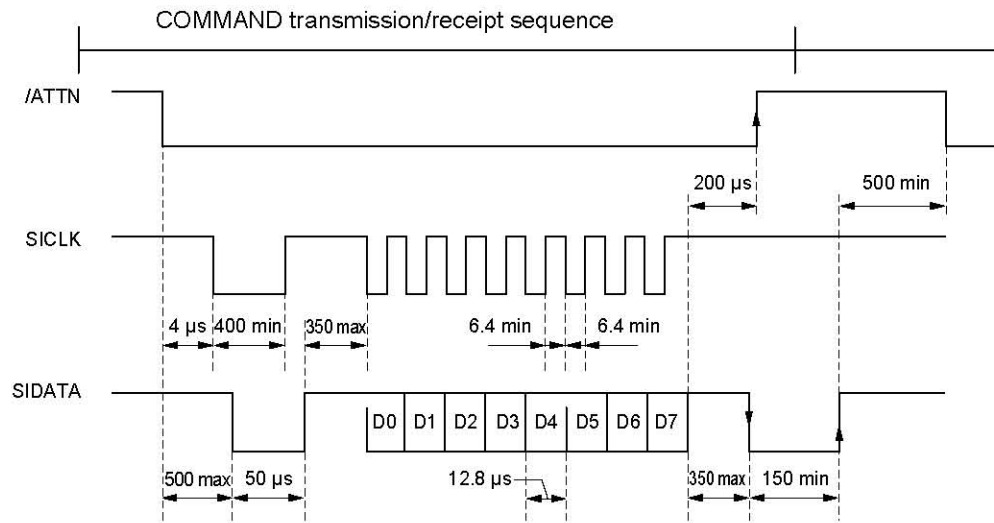 COMMAND transmission/receipt sequence
/ATTN
200 µs
500 min
SICLK
4 µs
400 min
350 max
6.4 min
6.4 min
SIDATA
D0
D1
D2
D3
D4
D5
D6
D7
500 max
50 µs
12.8 µs
350 max
150 min